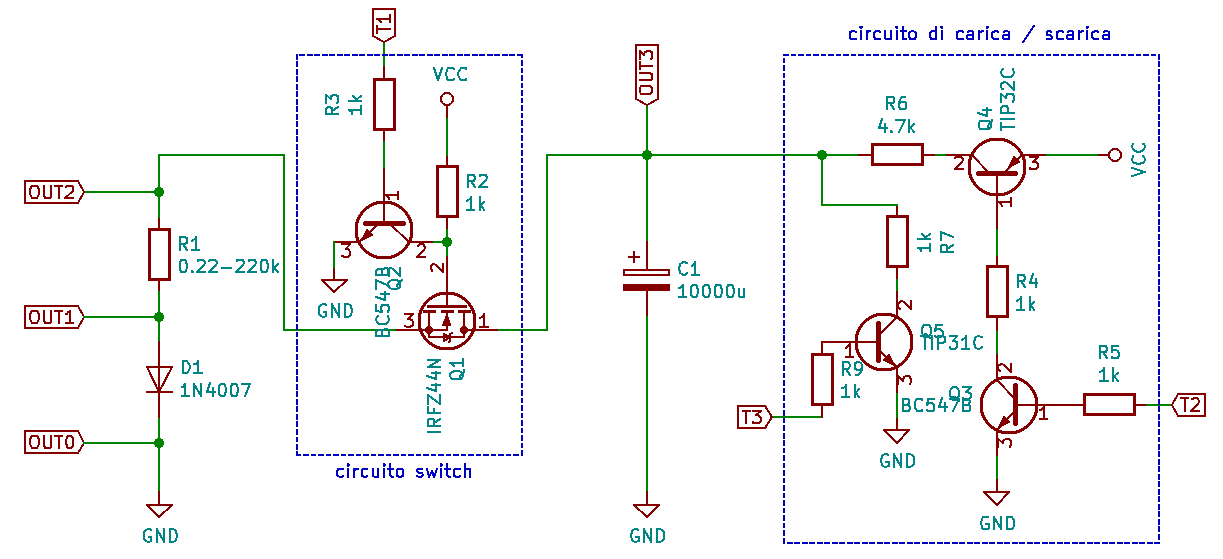 circuito di carica / scarica
T1
OUT3
VCC
R3
1k
R6
4.7k
Q4
TIP32C
2
3
VCC
1
OUT2
1
R2
1k
R1
0.22-220k
3
2
2
GND
BC547B
Q2
1k
R7
C1
10000u
R4
1k
OUT1
3
1
2
Q5
TIP31C
1
D1
1N4007
IRFZ44N
Q1
R9
1k
3
2
R5
1k
T3
BC547B
Q3
1
T2
OUT0
3
GND
circuito switch
GND
GND
GND